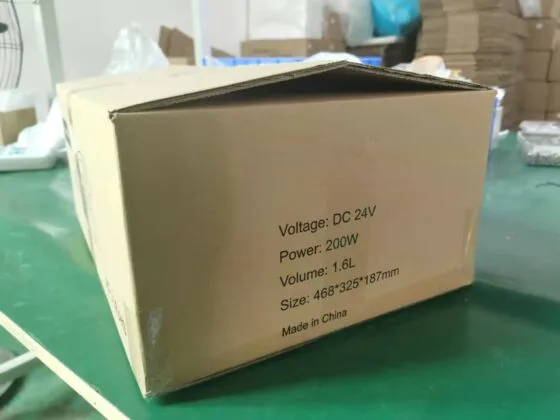 Voltage: DC 24V
Power: 200W
Volume: 1.6L
Size: 468*325*187mm
Made in China